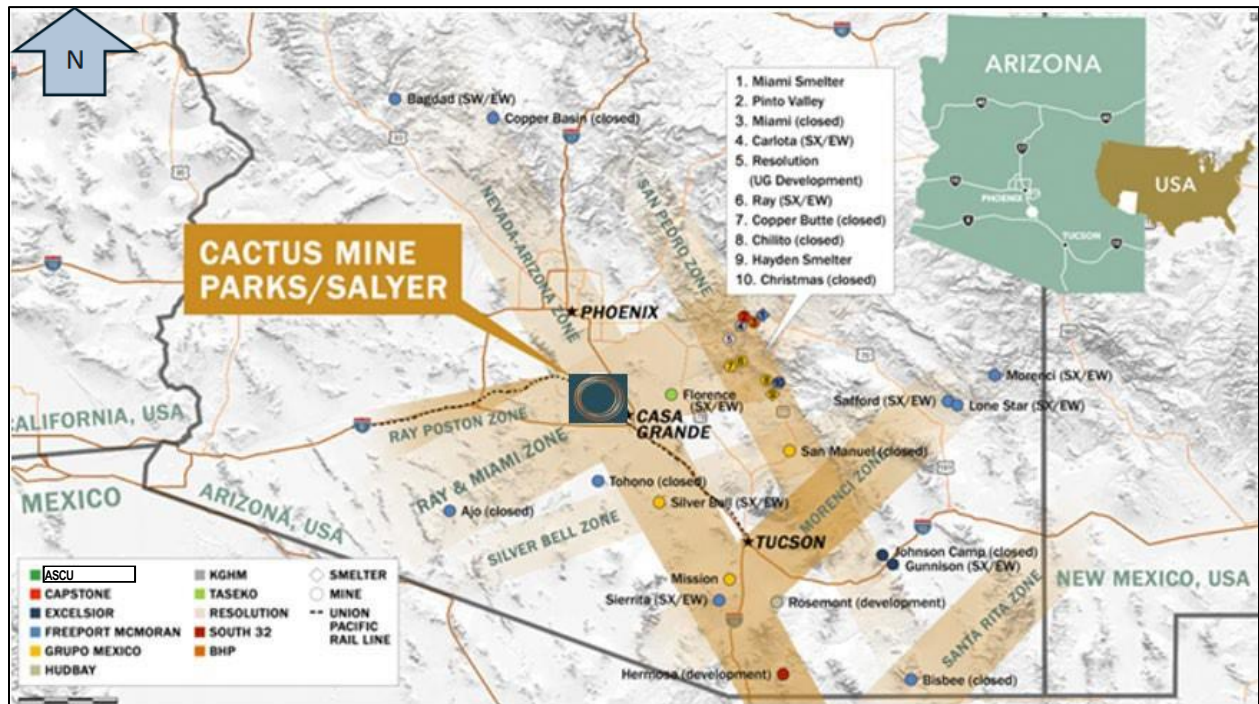 N
Bagdad (SW/EW)
Copper Basin (closed)
1. Miami Smelter
2. Pinto Valley
3. Miami (closed)
4. Carlota (SX/EW)
5. Resolution
(UG Development)
6. Ray (SX/EW)
7. Copper Butte (closed)
8. Chilito (closed)
9. Hayden Smelter
10. Christmas (closed)
ARIZONA
PHOENIX
TUCSON
USA
NEVADA-ARIZONA ZONE
SAN PEDRO ZONE
CACTUS MINE
PARKS/SALYER
PHOENIX
Florence
(SX/EW)
CASA
GRANDE
Morenci (SX/EW)
Safford (SX/EW)
Lone Star (SX/EW)
CALIFORNIA, USA
RAY POSTON ZONE
RAY & MIAMI ZONE
San Manuel (closed)
MORENCI ZONE
MEXICO
ARIZONA, USA
Tohono (closed)
Ajo (closed)
Silver Bell (SX/EW)
SILVER BELL ZONE
TUCSON
Johnson Camp (closed)
Gunnison (SX/EW)
NEW MEXICO, USA
Mission
Sierrita (SX/EW)
Rosemont (development)
SANTA RITA ZONE
Hermosa (development)
Bisbee (closed)
ASCU
CAPSTONE
EXCELSIOR
FREEPORT MCMORAN
GRUPO MEXICO
HUDBAY
KGHM
TASEKO
RESOLUTION
SOUTH 32
BHP
SMELTER
MINE
UNION
PACIFIC
RAIL LINE